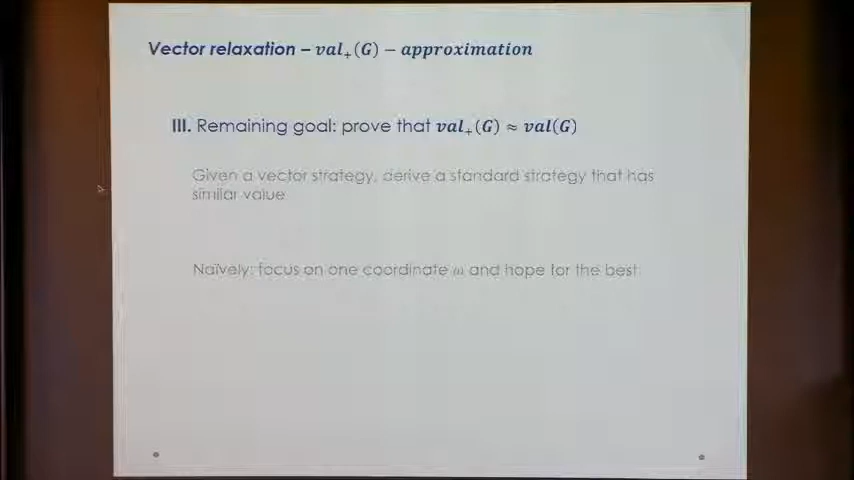 Vector relaxation – val₊(G) – approximation
III. Remaining goal: prove that val₊(G) ≈ val(G)
Given a vector strategy, derive a standard strategy that has
similar value
Naïvely: focus on one coordinate ω and hope for the best